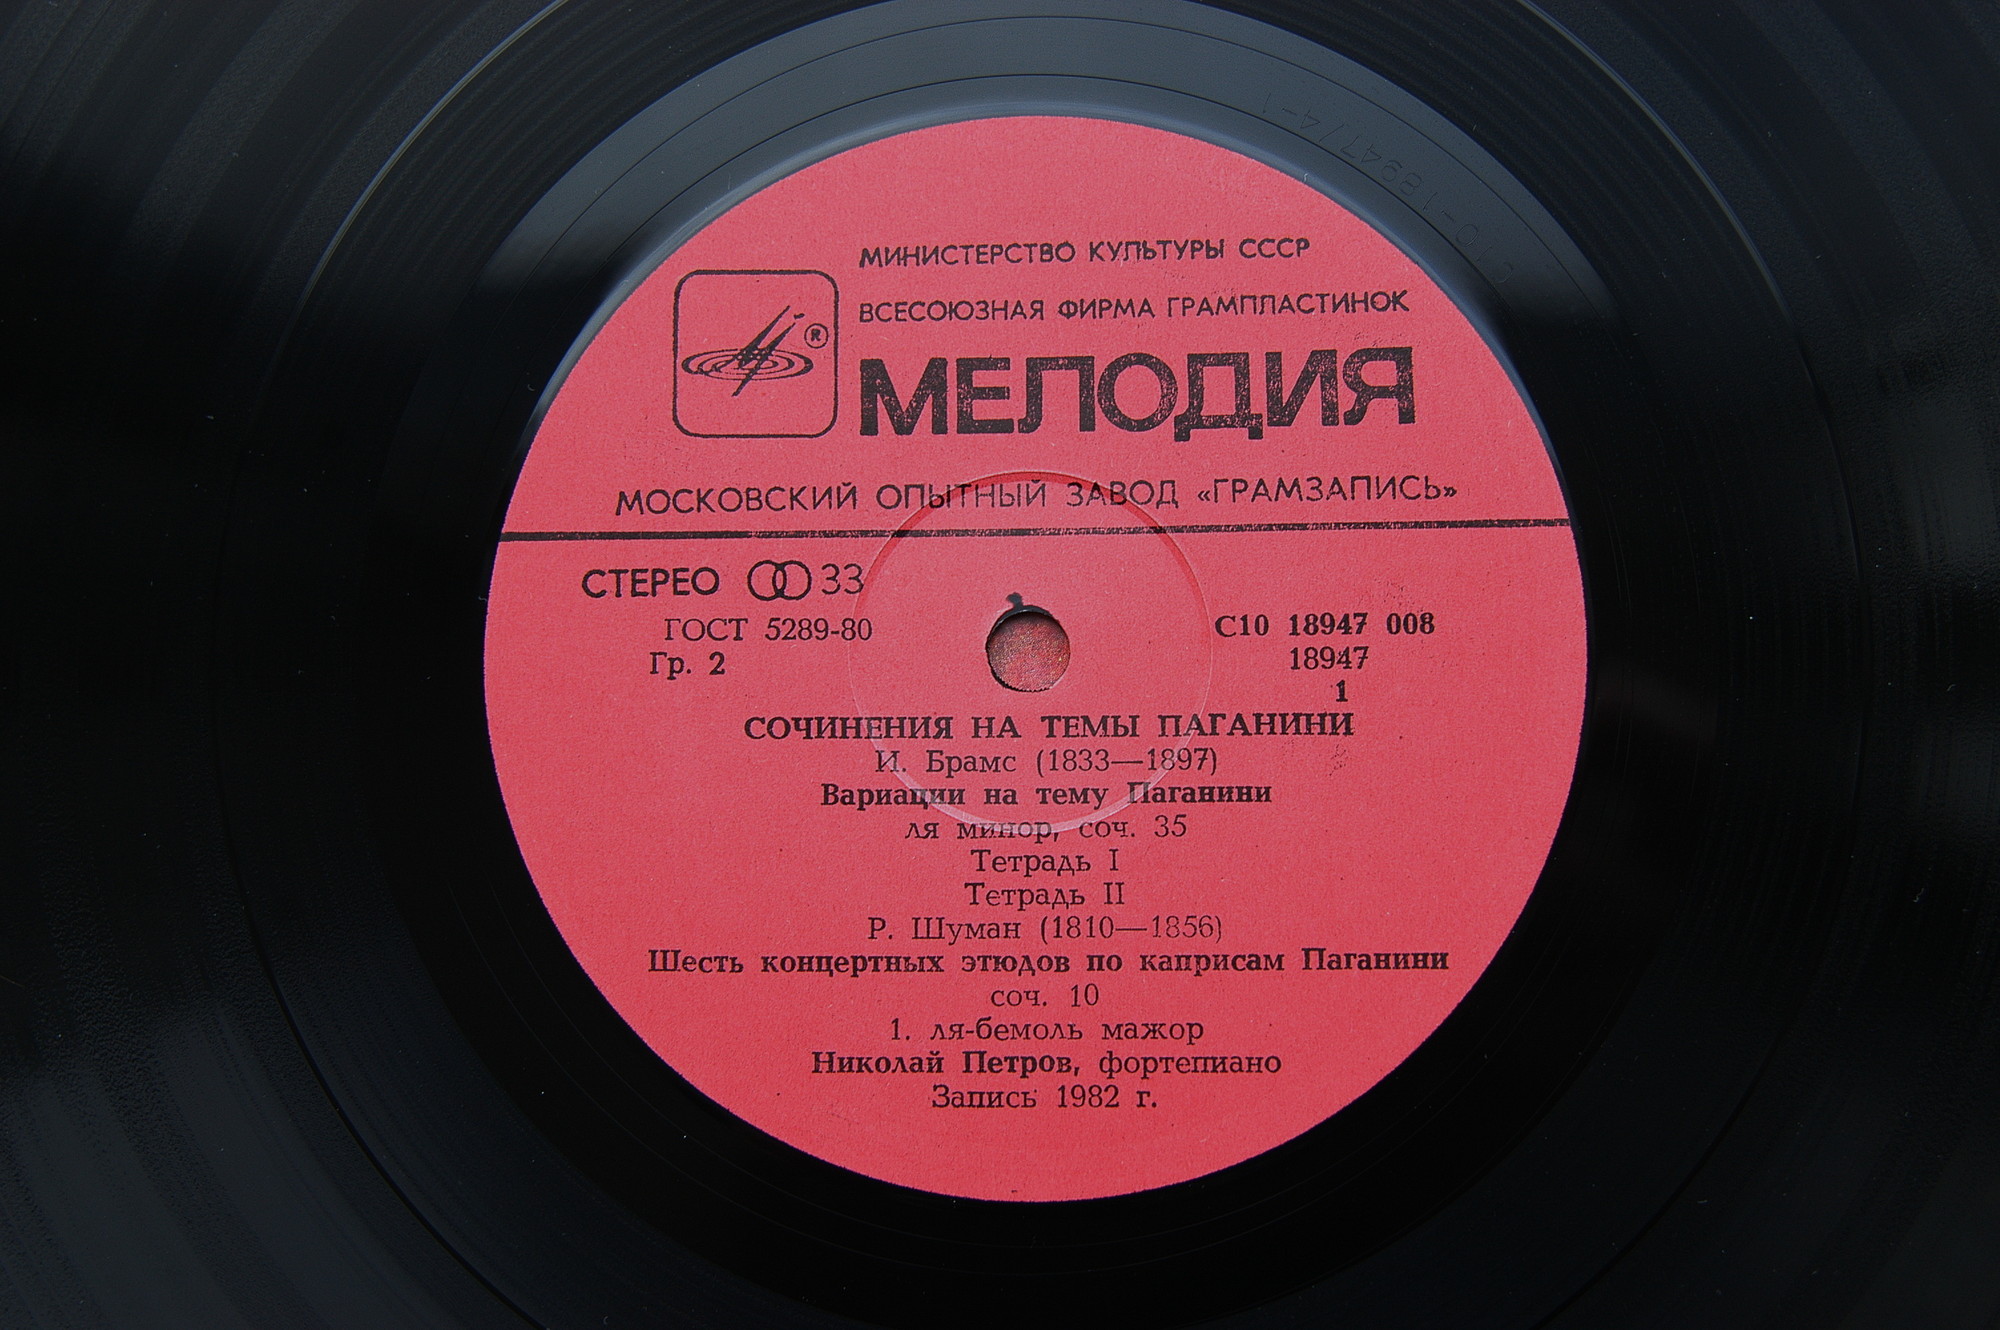 МИНИСТЕРСТВО КУЛЬТУРЫ СССР
ВСЕСОЮЗНАЯ ФИРМА ГРАМПЛАСТИНОК
®
МЕЛОДИЯ
МОСКОВСКИЙ ОПЫТНЫЙ ЗАВОД «ГРАМЗАПИСЬ»
СТЕРЕО 33
ГОСТ 5289-80 С10 18947 008
Гр. 2 18947
1
СОЧИНЕНИЯ НА ТЕМЫ ПАГАНИНИ
И. Брамс (1833—1897)
Вариации на тему Паганини
ля минор, соч. 35
Тетрадь I
Тетрадь II
Р. Шуман (1810—1856)
Шесть концертных этюдов по каприсам Паганини
соч. 10
1. ля-бемоль мажор
Николай Петров, фортепиано
Запись 1982 г.